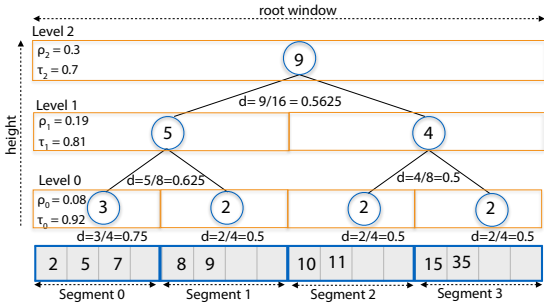 root window
Level 2
ρ2 = 0.3
τ2 = 0.7
9
d= 9/16 = 0.5625
height
Level 1
ρ1 = 0.19
τ1 = 0.81
5
4
d=5/8=0.625
d=4/8=0.5
Level 0
ρ0 = 0.08
τ0 = 0.92
3
2
2
2
d=3/4=0.75
d=2/4=0.5
d=2/4=0.5
d=2/4=0.5
2 5 7 8 9 10 11 15 35
Segment 0
Segment 1
Segment 2
Segment 3